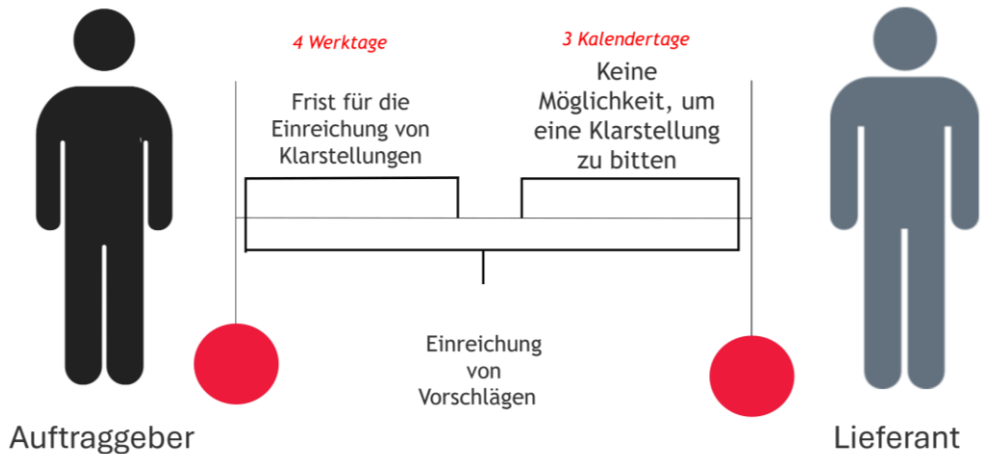 4 Werktage
Frist für die
Einreichung von
Klarstellungen
3 Kalendertage
Keine
Möglichkeit, um
eine Klarstellung
zu bitten
Einreichung
von
Vorschlägen
Auftraggeber
Lieferant